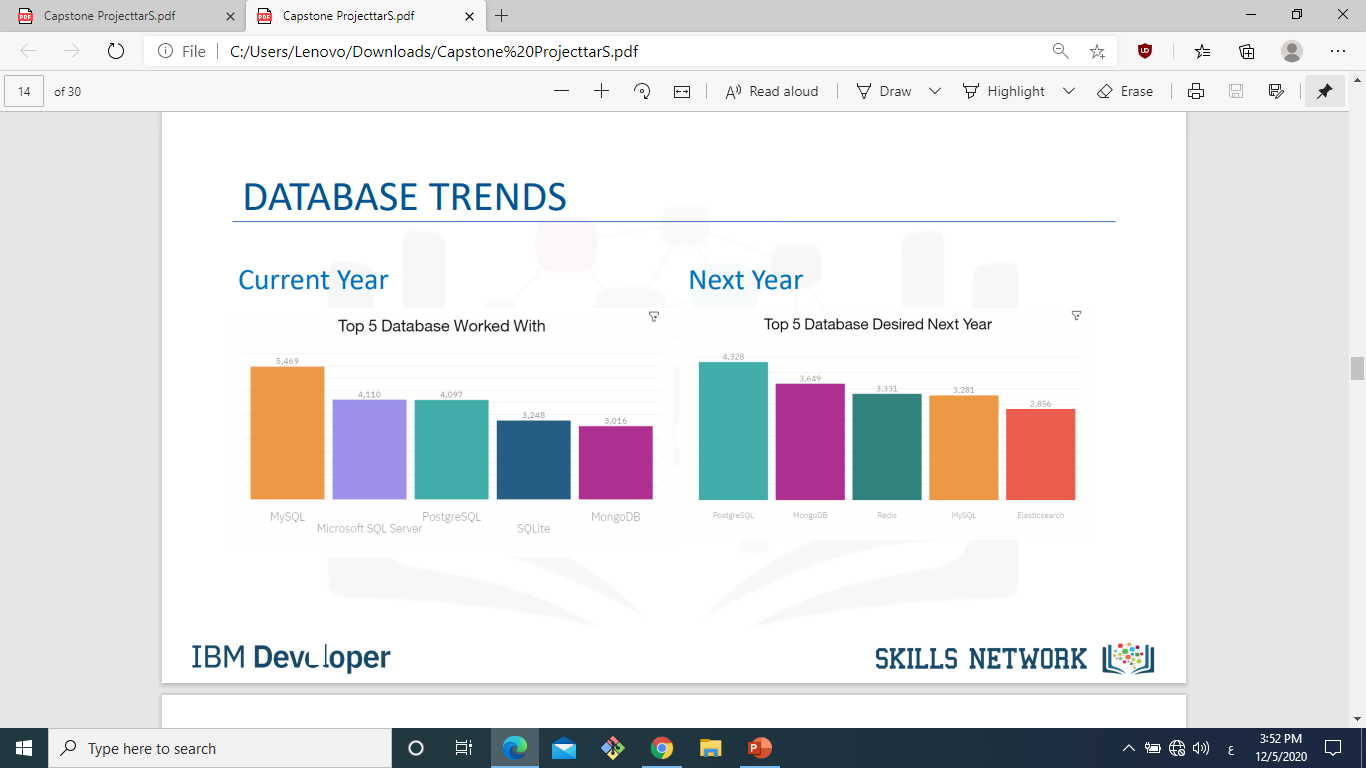 Capstone ProjecttarS.pdf
Capstone ProjecttarS.pdf
File
C:/Users/Lenovo/Downloads/Capstone%20ProjecttarS.pdf
14 of 30
Read aloud
Draw
Highlight
Erase
DATABASE TRENDS
Current Year
Top 5 Database Worked With
5,469
4,110
4,097
3,248
3,016
MySQL
Microsoft SQL Server
PostgreSQL
SQLite
MongoDB
Next Year
Top 5 Database Desired Next Year
4,328
3,649
3,331
3,281
2,856
PostgreSQL
MongoDB
Redis
MySQL
Elasticsearch
IBM Developer
SKILLS NETWORK
Type here to search
ع
3:52 PM
12/5/2020